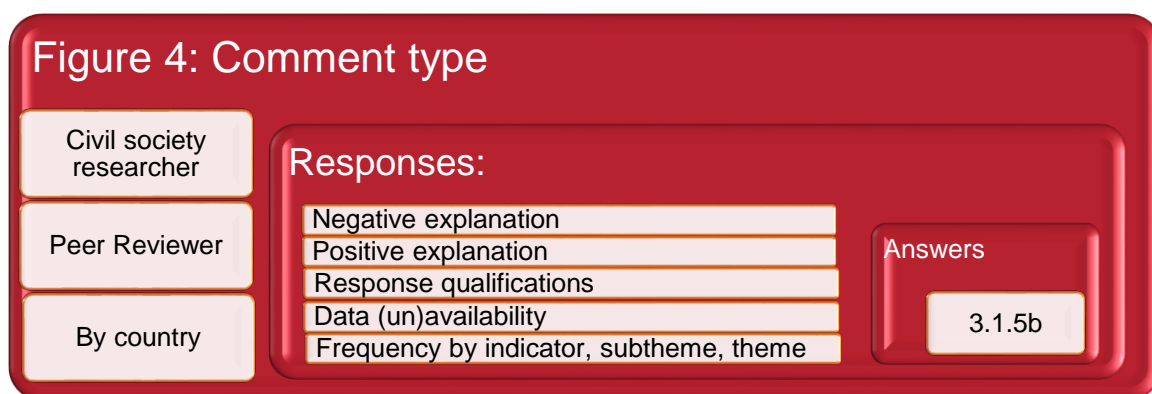 Figure 4: Comment type
Civil society
researcher
Peer Reviewer
By country
Responses:
Negative explanation
Positive explanation
Response qualifications
Data (un)availability
Frequency by indicator, subtheme, theme
Answers
3.1.5b